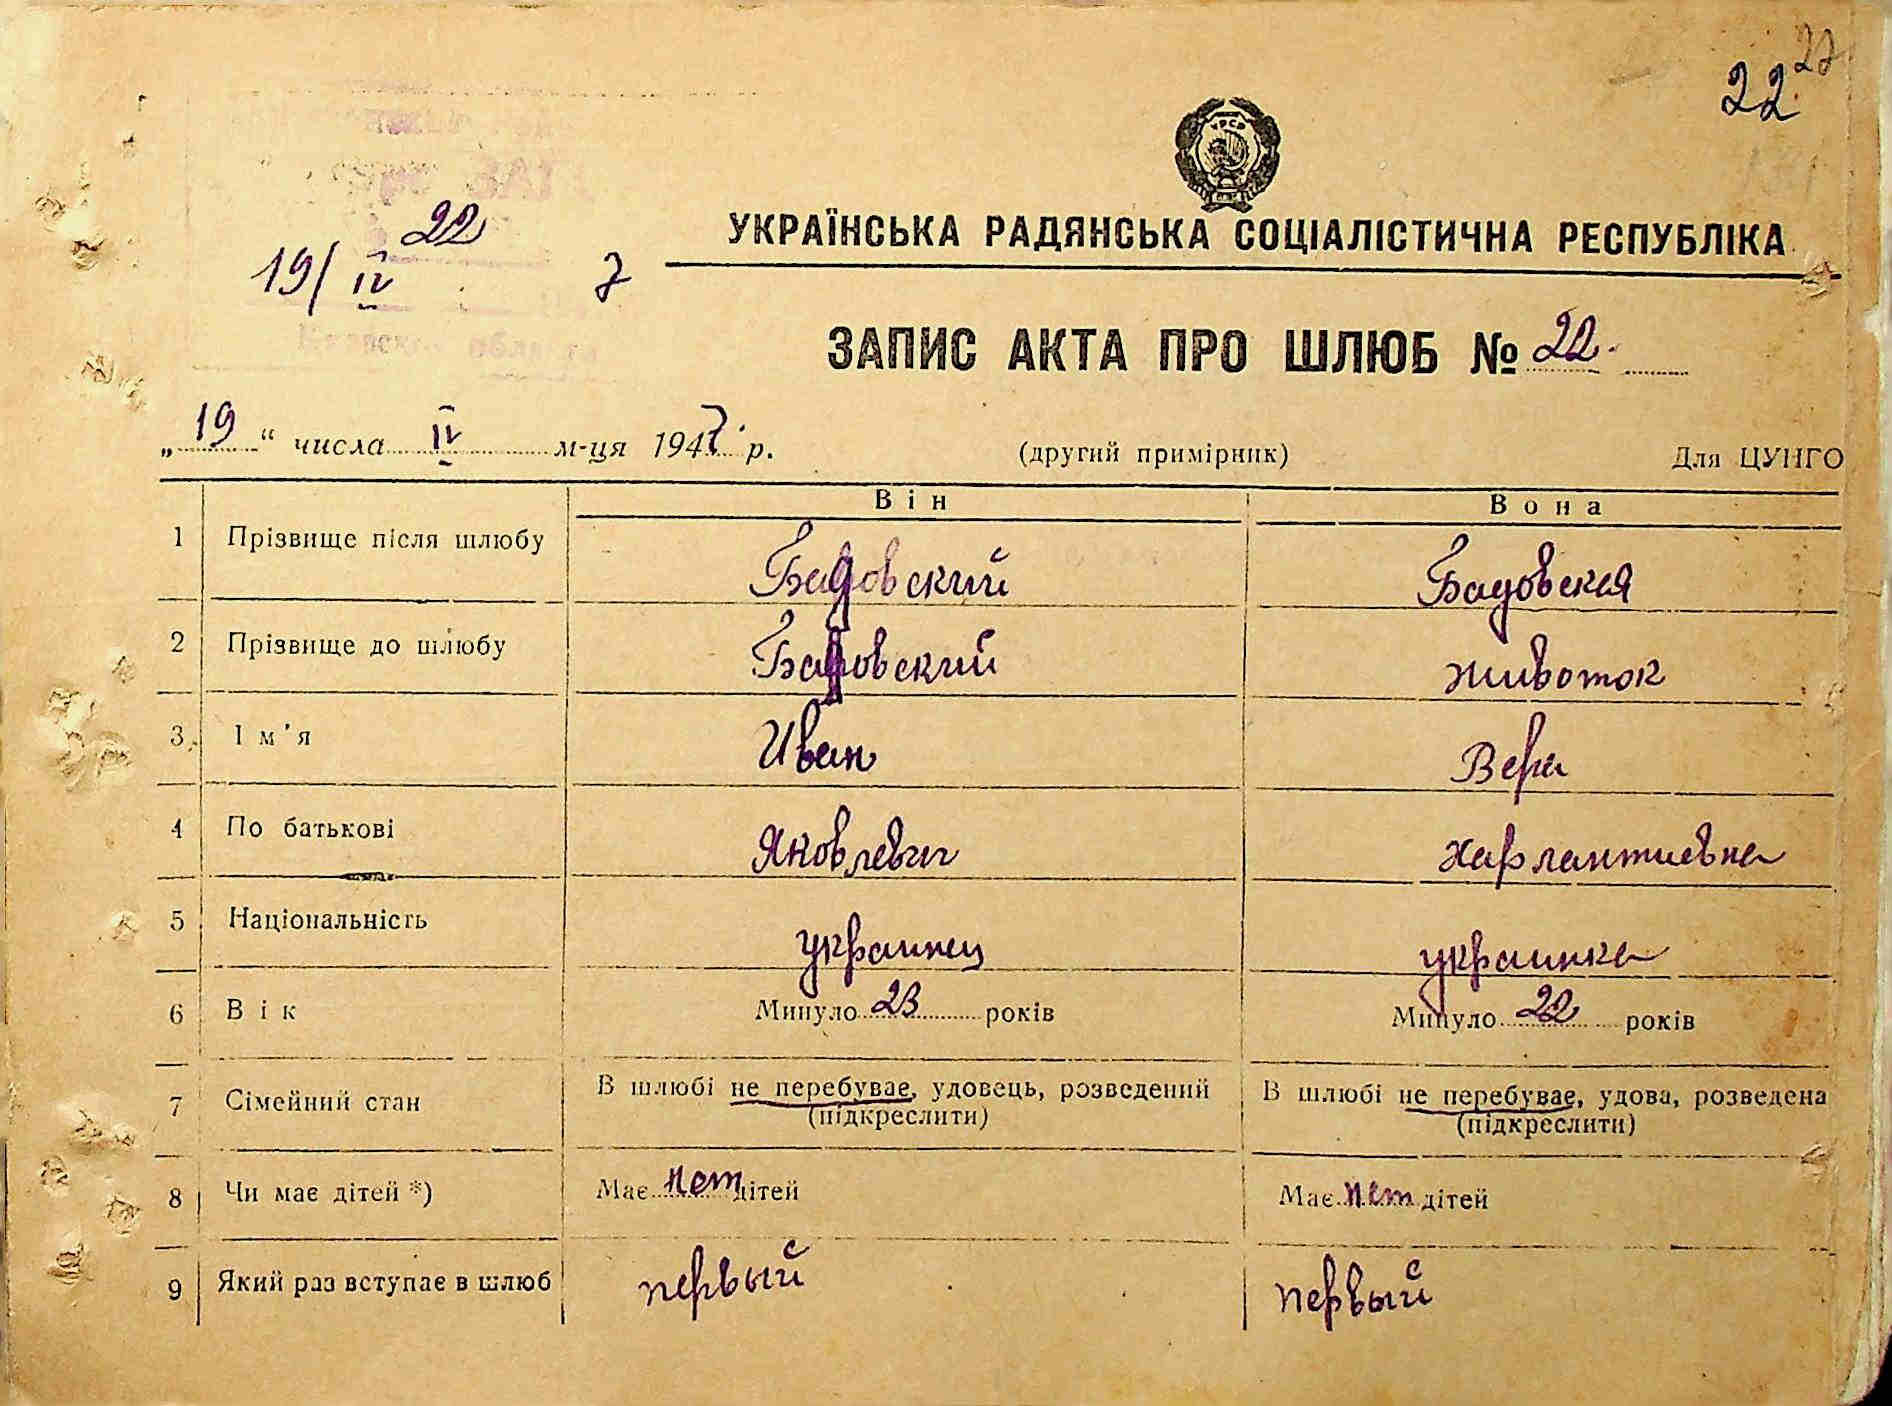 22
22.
УРСР
22
19/IV 7
УКРАЇНСЬКА РАДЯНСЬКА СОЦІАЛІСТИЧНА РЕСПУБЛІКА
область
ЗАПИС АКТА ПРО ШЛЮБ № 22.
„19“ числа IV м-ця 1947 р. (другий примірник) Для ЦУНГО
Він Вона
1 Прізвище після шлюбу Бадовский Бадовская
2 Прізвище до шлюбу Бадовский Животок
3 Ім'я Иван Вера
4 По батькові Яковлевич Харлантиевна
5 Національність украинец украинка
6 Вік Минуло 23 років Минуло 22 років
7 Сімейний стан В шлюбі не перебуває, удовець, розведений В шлюбі не перебуває, удова, розведена
(підкреслити) (підкреслити)
8 Чи має дітей *) Має нет дітей Має нет дітей
9 Який раз вступає в шлюб первый первый